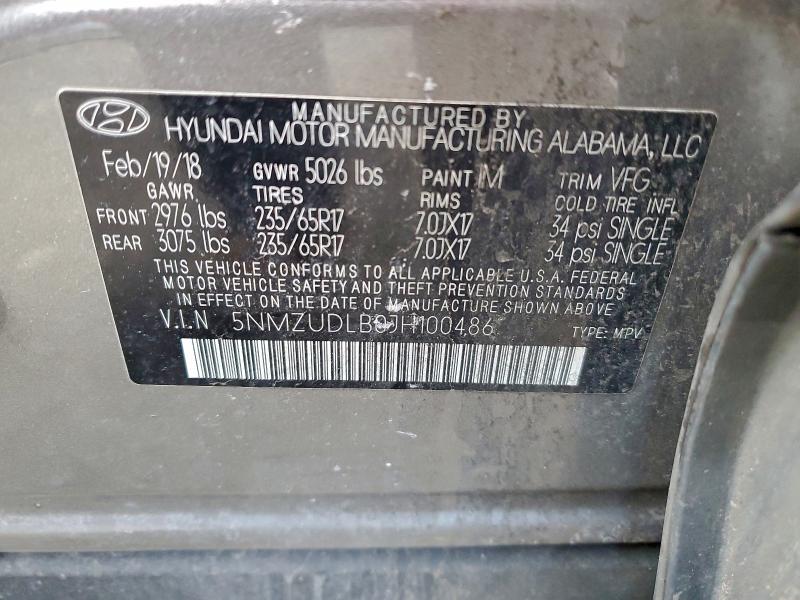 MANUFACTURED BY
HYUNDAI MOTOR MANUFACTURING ALABAMA, LLC
Feb/19/18 GVWR 5026 lbs PAINT IM TRIM VFG
GAWR TIRES RIMS COLD TIRE INFL
FRONT 2976 lbs 235/65R17 7.0JX17 34 psi SINGLE
REAR 3075 lbs 235/65R17 7.0JX17 34 psi SINGLE
THIS VEHICLE CONFORMS TO ALL APPLICABLE U.S.A. FEDERAL
MOTOR VEHICLE SAFETY AND THEFT PREVENTION STANDARDS
IN EFFECT ON THE DATE OF MANUFACTURE SHOWN ABOVE
V.I.N 5NMZUDLB0JH100486 TYPE: MPV